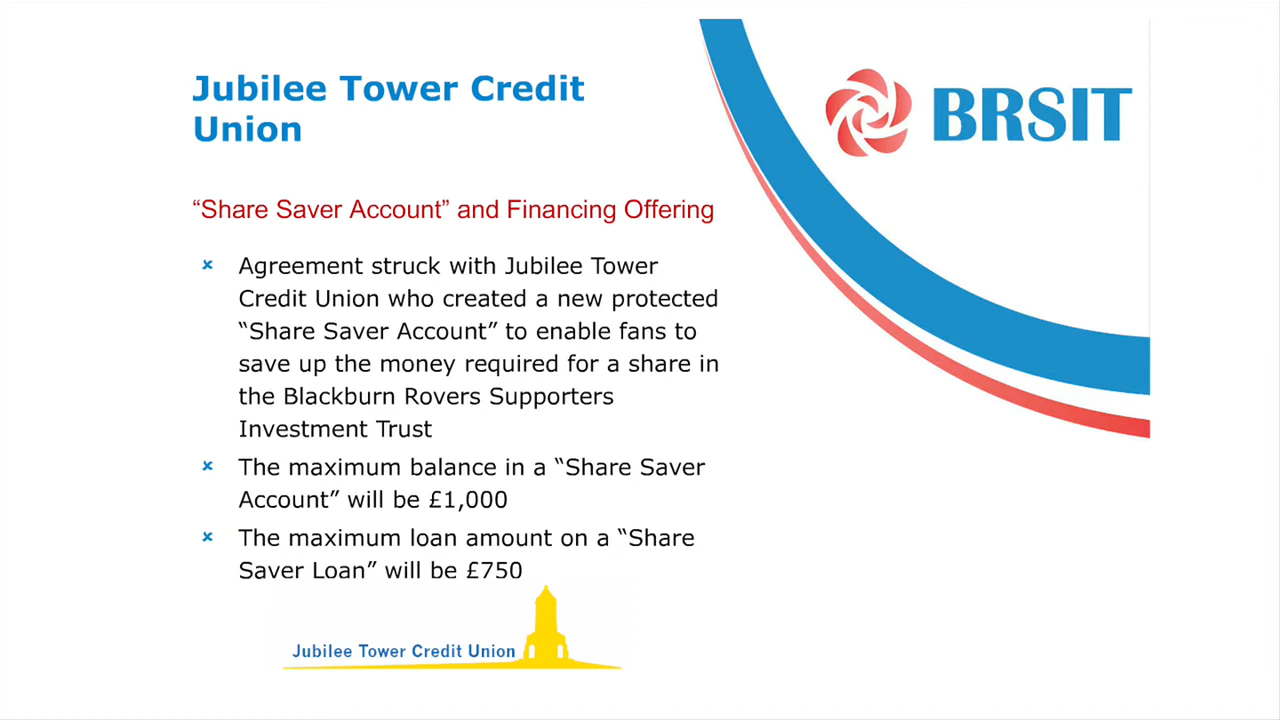 Jubilee Tower Credit
Union
BRSIT
“Share Saver Account” and Financing Offering
Agreement struck with Jubilee Tower
Credit Union who created a new protected
“Share Saver Account” to enable fans to
save up the money required for a share in
the Blackburn Rovers Supporters
Investment Trust
The maximum balance in a “Share Saver
Account” will be £1,000
The maximum loan amount on a “Share
Saver Loan” will be £750
Jubilee Tower Credit Union